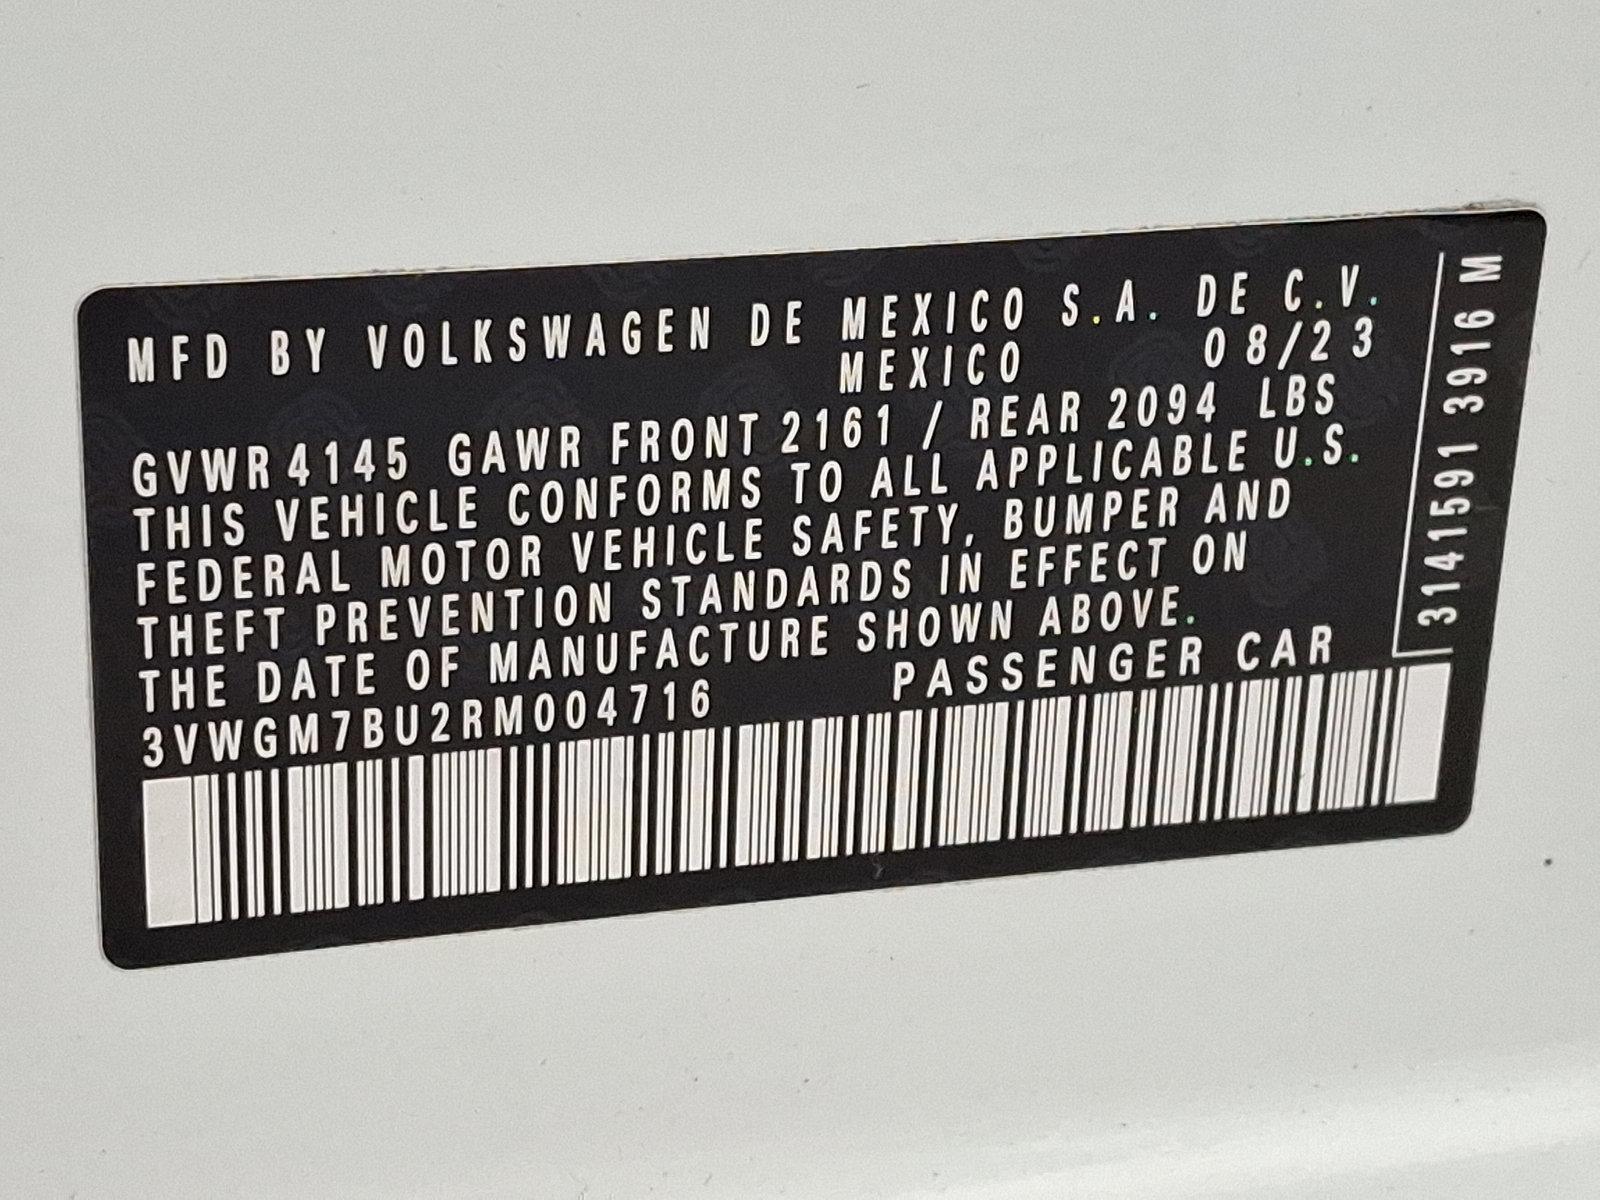 MFD BY VOLKSWAGEN DE MEXICO S.A. DE C.V.
MEXICO 08/23
GVWR 4145 GAWR FRONT 2161 / REAR 2094 LBS
THIS VEHICLE CONFORMS TO ALL APPLICABLE U.S.
FEDERAL MOTOR VEHICLE SAFETY, BUMPER AND
THEFT PREVENTION STANDARDS IN EFFECT ON
THE DATE OF MANUFACTURE SHOWN ABOVE.
3VWGM7BU2RM004716 PASSENGER CAR
3141591 3916 M